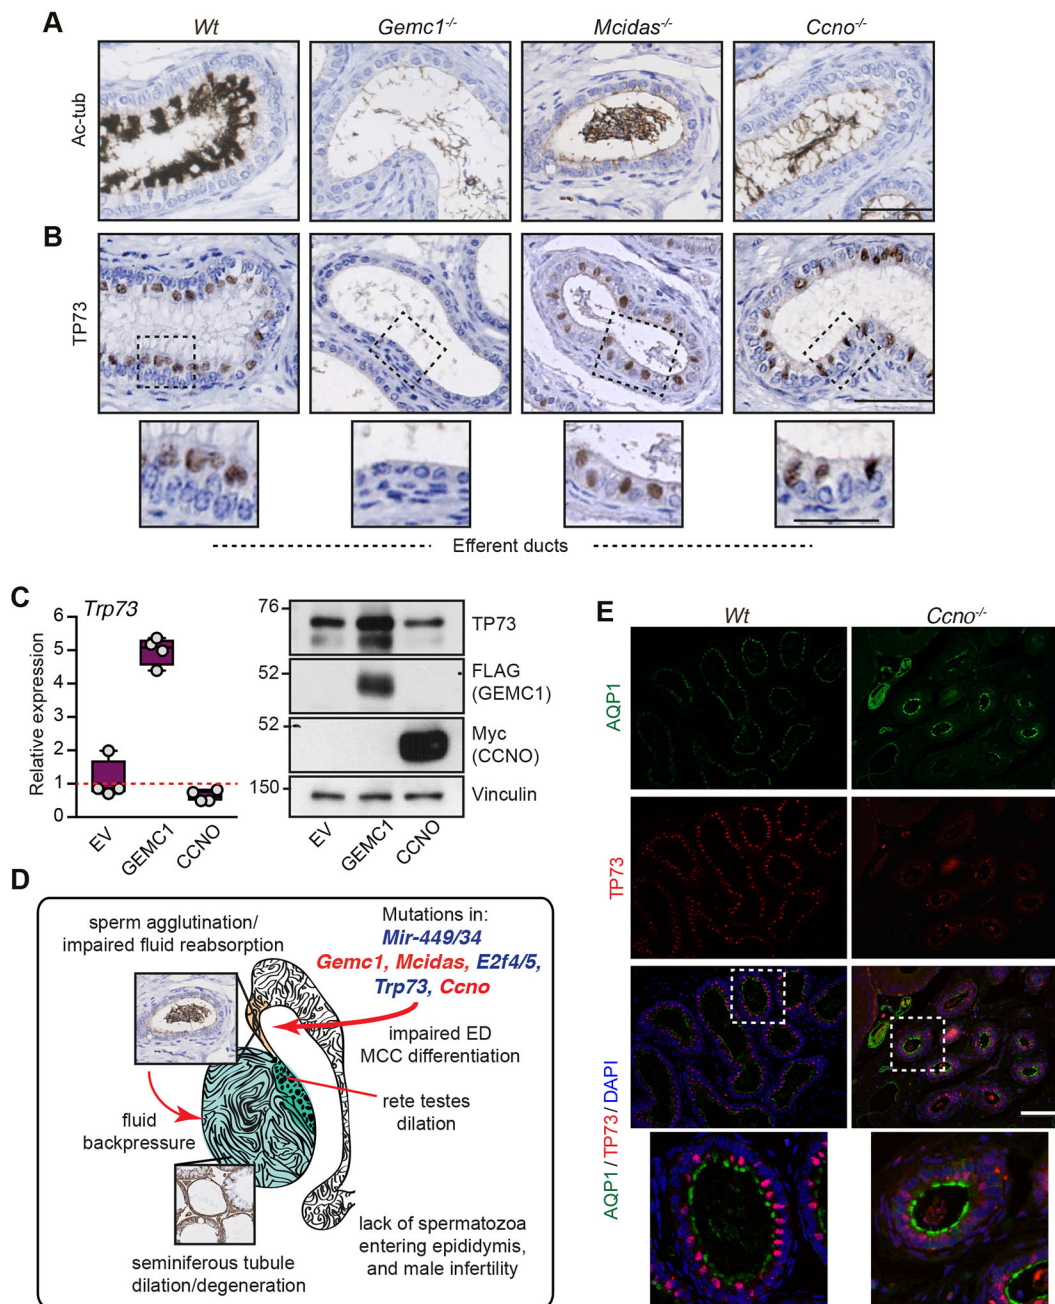 A
Wt
Gemc1-/-
Mcidas-/-
Ccno-/-
Ac-tub
B
TP73
Efferent ducts
C
Trp73
Relative expression
6
5
4
3
2
1
0
EV
GEMC1
CCNO
76
TP73
52
FLAG
(GEMC1)
52
Myc
(CCNO)
150
Vinculin
EV
GEMC1
CCNO
D
sperm agglutination/
impaired fluid reabsorption
Mutations in:
Mir-449/34
Gemc1, Mcidas, E2f4/5,
Trp73, Ccno
impaired ED
MCC differentiation
rete testes
dilation
fluid
backpressure
seminiferous tubule
dilation/degeneration
lack of spermatozoa
entering epididymis,
and male infertility
E
Wt
Ccno-/-
AQP1
TP73
AQP1 / TP73 / DAPI